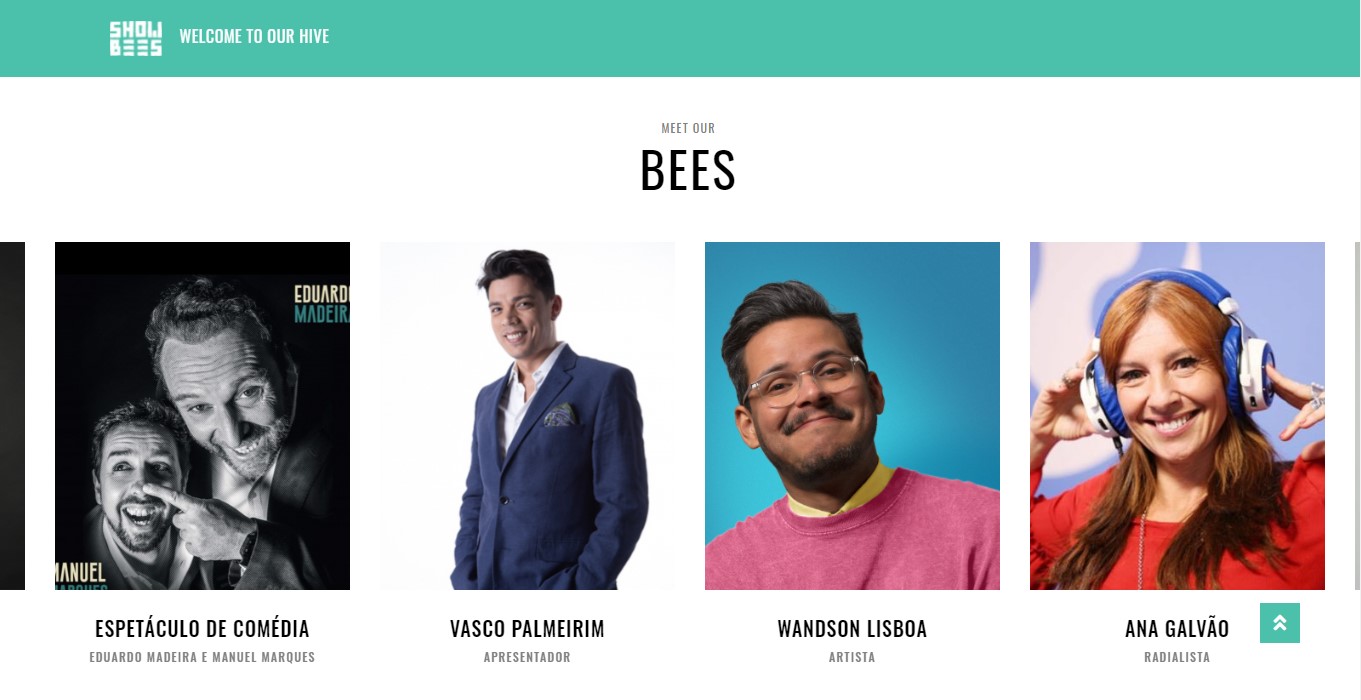 SHOW
BEES
WELCOME TO OUR HIVE
MEET OUR
BEES
EDUARDO
MADEIRA
MANUEL
MARQUES
ESPETÁCULO DE COMÉDIA
EDUARDO MADEIRA E MANUEL MARQUES
VASCO PALMEIRIM
APRESENTADOR
WANDSON LISBOA
ARTISTA
ANA GALVÃO
RADIALISTA